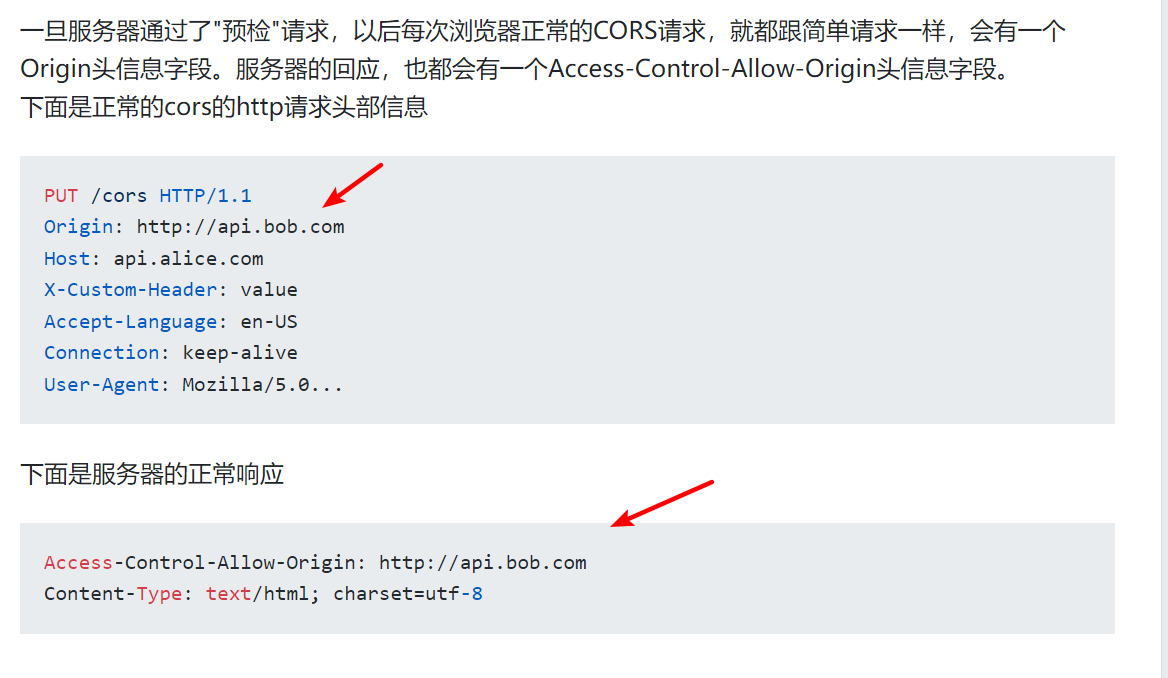 一旦服务器通过了"预检"请求，以后每次浏览器正常的CORS请求，就都跟简单请求一样，会有一个
Origin头信息字段。服务器的回应，也都会有一个Access-Control-Allow-Origin头信息字段。
下面是正常的cors的http请求头部信息
PUT /cors HTTP/1.1
Origin: http://api.bob.com
Host: api.alice.com
X-Custom-Header: value
Accept-Language: en-US
Connection: keep-alive
User-Agent: Mozilla/5.0...
下面是服务器的正常响应
Access-Control-Allow-Origin: http://api.bob.com
Content-Type: text/html; charset=utf-8